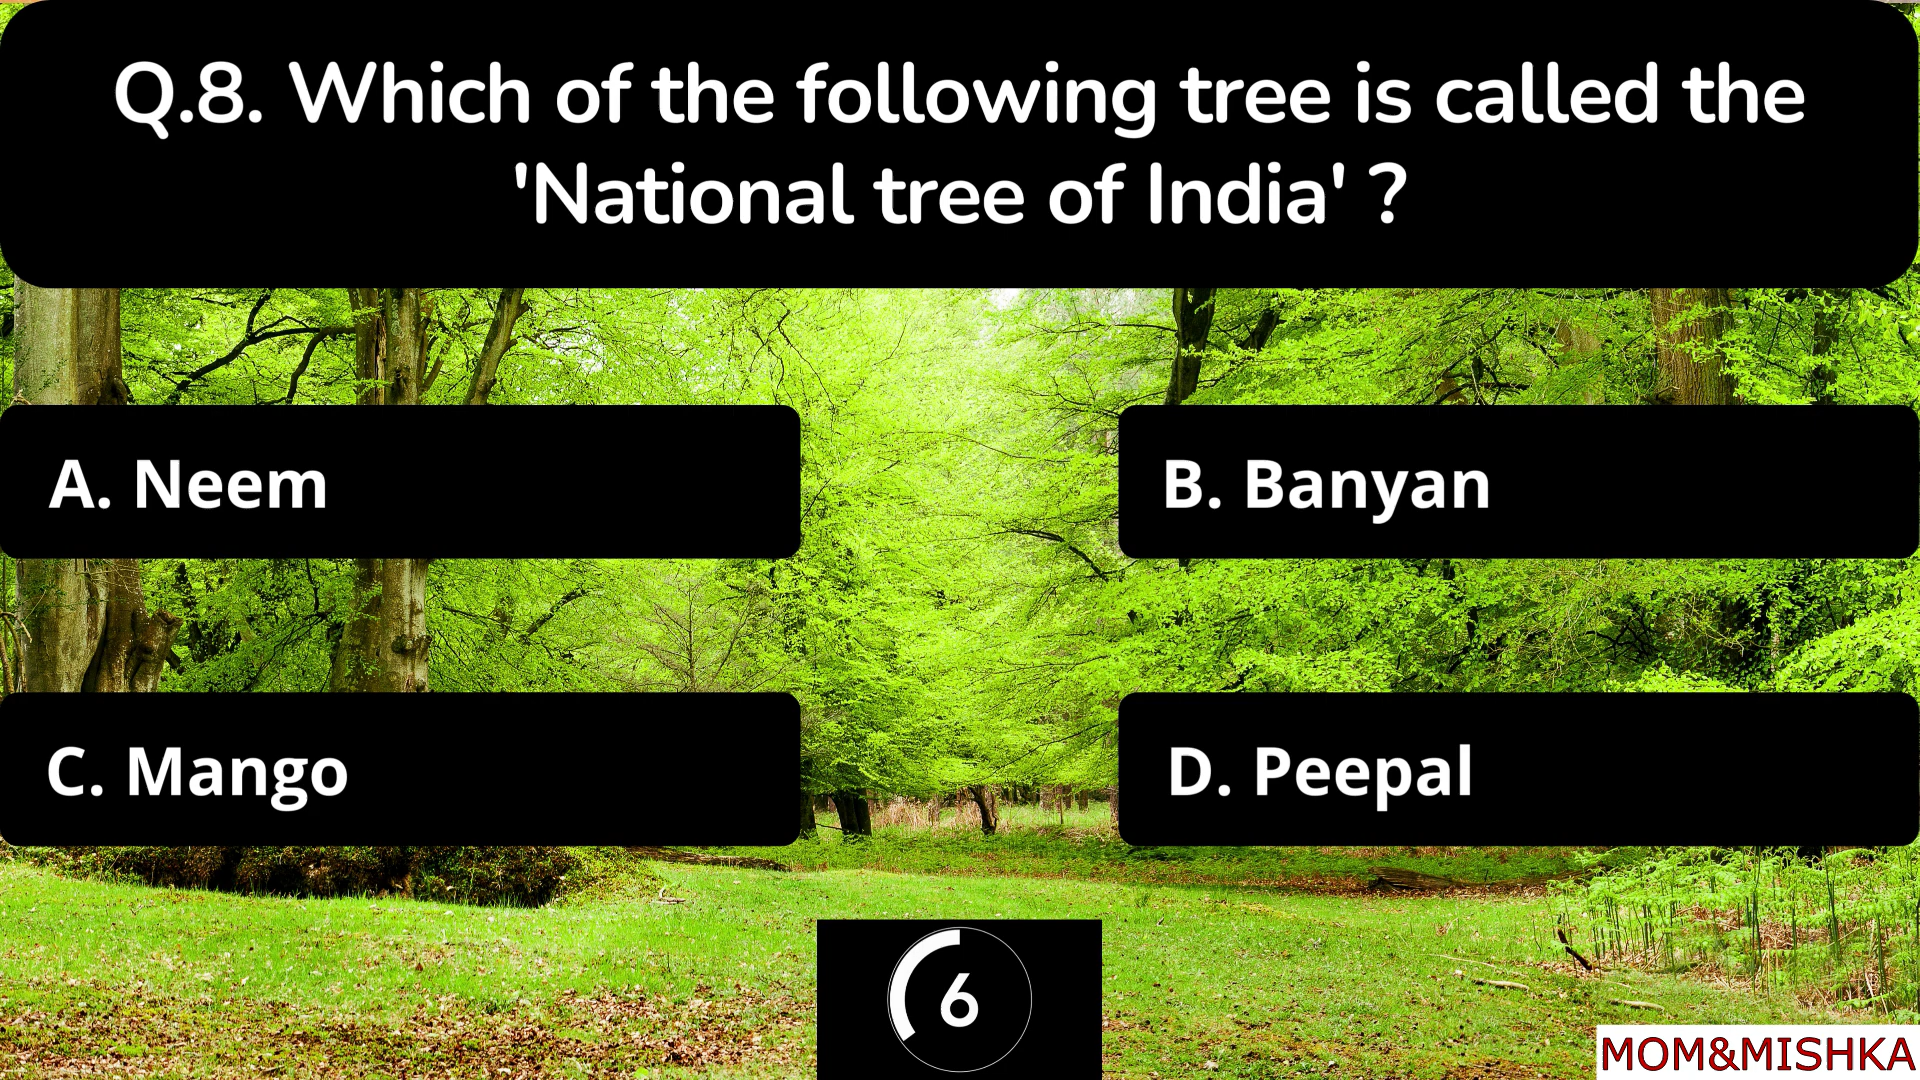 Q.8. Which of the following tree is called the
'National tree of India' ?
A. Neem
B. Banyan
C. Mango
D. Peepal
6
MOM&MISHKA